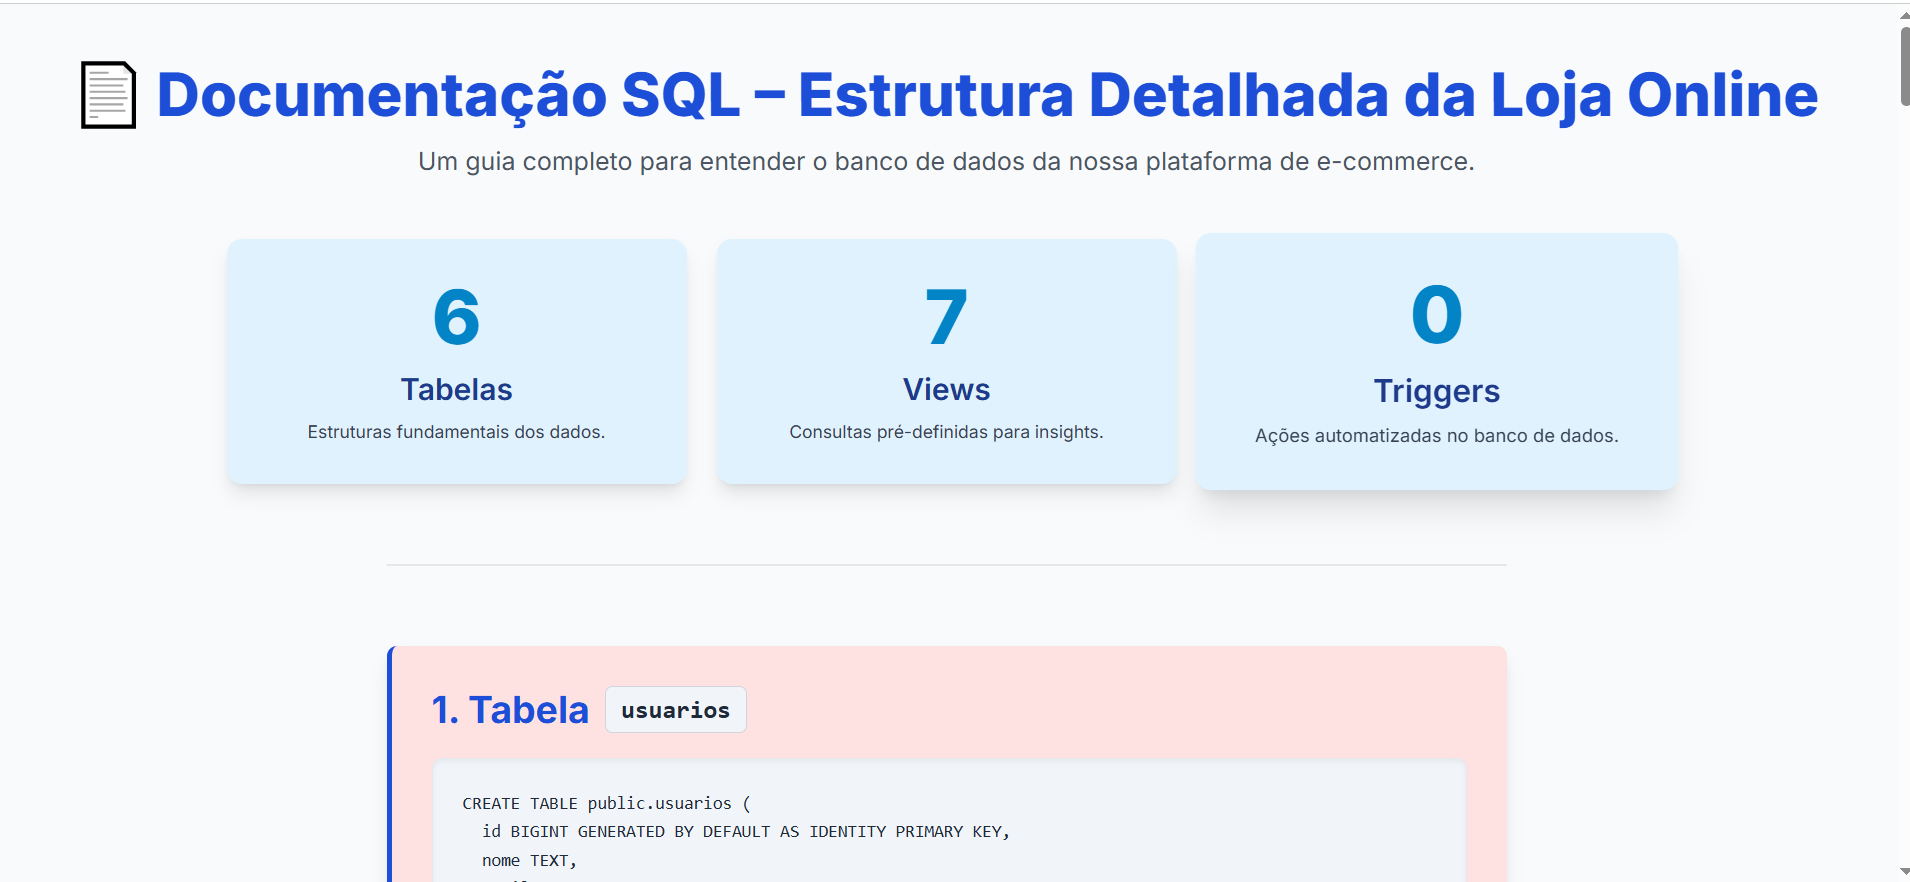 Documentação SQL – Estrutura Detalhada da Loja Online
Um guia completo para entender o banco de dados da nossa plataforma de e-commerce.
6
Tabelas
Estruturas fundamentais dos dados.
7
Views
Consultas pré-definidas para insights.
0
Triggers
Ações automatizadas no banco de dados.
1. Tabela usuarios
CREATE TABLE public.usuarios (
id BIGINT GENERATED BY DEFAULT AS IDENTITY PRIMARY KEY,
nome TEXT,